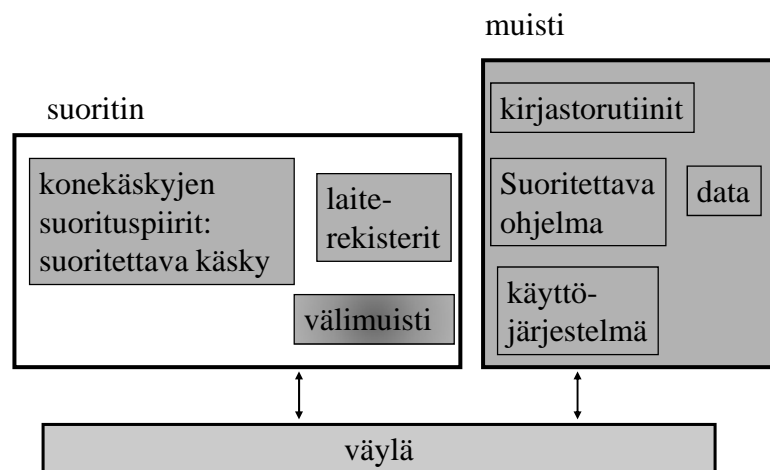 muisti
suoritin
kirjastorutiinit
konekäskyjen
suorituspiirit:
suoritettava käsky
laite-
rekisterit
välimuisti
Suoritettava
ohjelma
data
käyttö-
järjestelmä
väylä